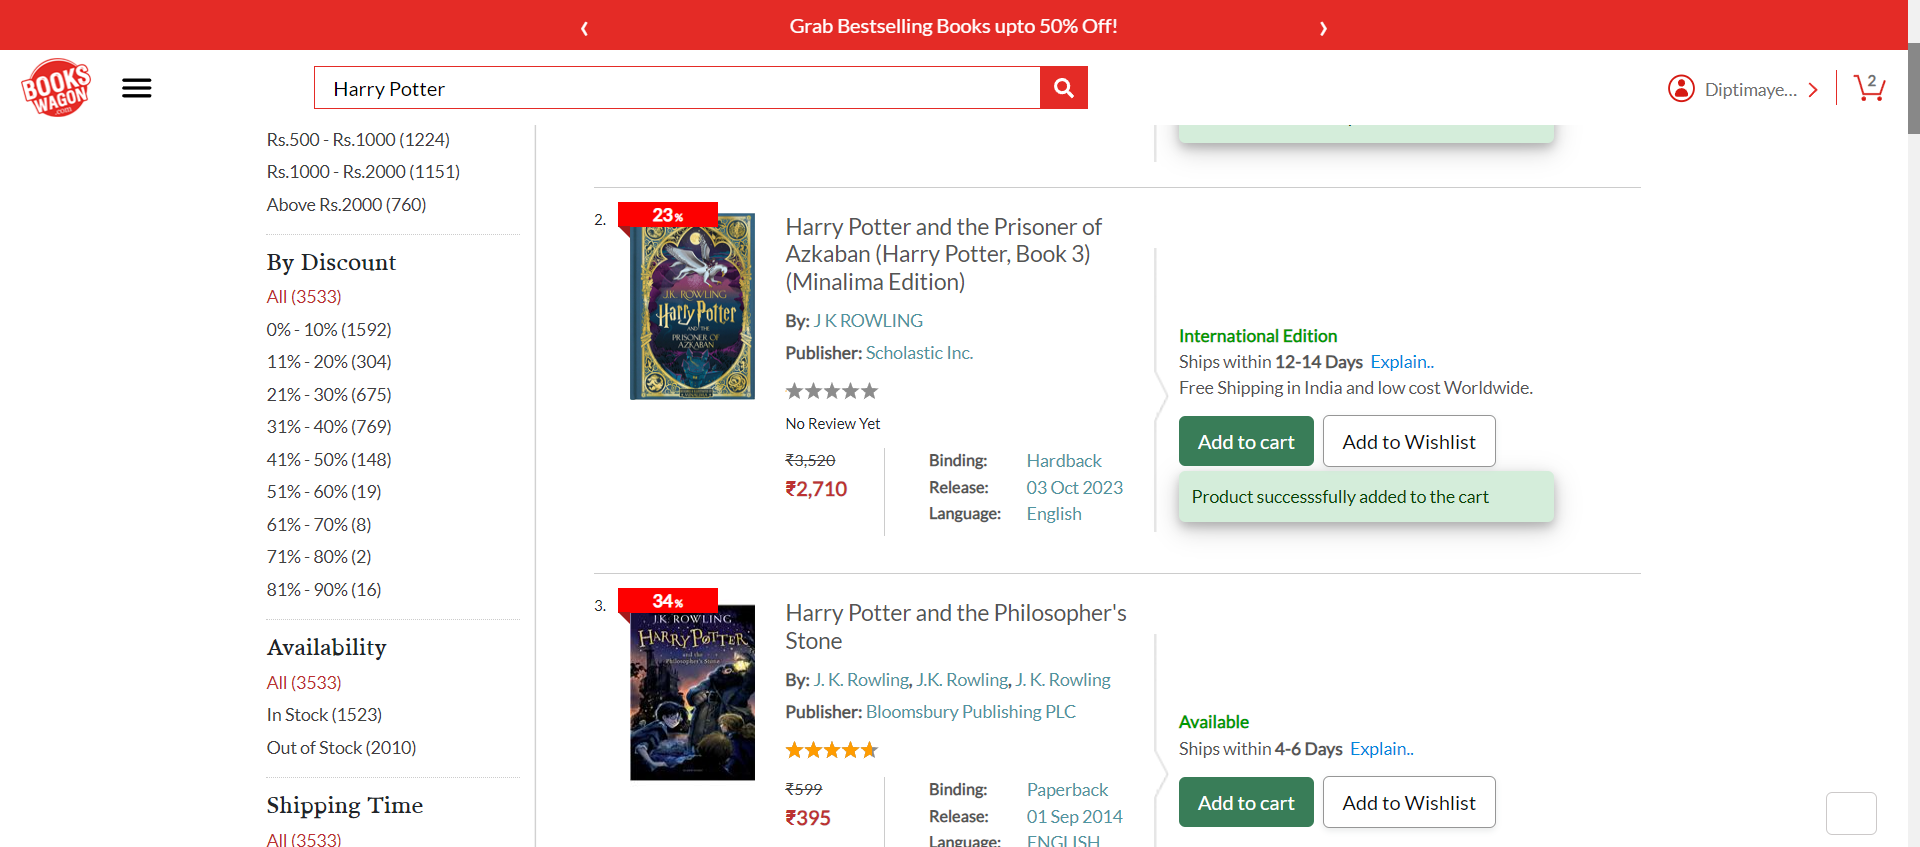 ‹ Grab Bestselling Books upto 50% Off! ›
BOOKS WAGON .com
Harry Potter
Diptimaye... 2
Rs.500 - Rs.1000 (1224)
Rs.1000 - Rs.2000 (1151)
Above Rs.2000 (760)
By Discount
All (3533)
0% - 10% (1592)
11% - 20% (304)
21% - 30% (675)
31% - 40% (769)
41% - 50% (148)
51% - 60% (19)
61% - 70% (8)
71% - 80% (2)
81% - 90% (16)
Availability
All (3533)
In Stock (1523)
Out of Stock (2010)
Shipping Time
All (3533)
2.
23%
J.K. ROWLING
Harry Potter
AND THE
PRISONER OF
AZKABAN
Harry Potter and the Prisoner of
Azkaban (Harry Potter, Book 3)
(Minalima Edition)
By: J K ROWLING
Publisher: Scholastic Inc.
No Review Yet
₹3,520
₹2,710
Binding: Hardback
Release: 03 Oct 2023
Language: English
International Edition
Ships within 12-14 Days Explain..
Free Shipping in India and low cost Worldwide.
Add to cart Add to Wishlist
Product successsfully added to the cart
3.
34%
J.K. ROWLING
HARRY POTTER
and the
Philosopher's Stone
Harry Potter and the Philosopher's
Stone
By: J. K. Rowling, J.K. Rowling, J. K. Rowling
Publisher: Bloomsbury Publishing PLC
₹599
₹395
Binding: Paperback
Release: 01 Sep 2014
Language: ENGLISH
Available
Ships within 4-6 Days Explain..
Add to cart Add to Wishlist